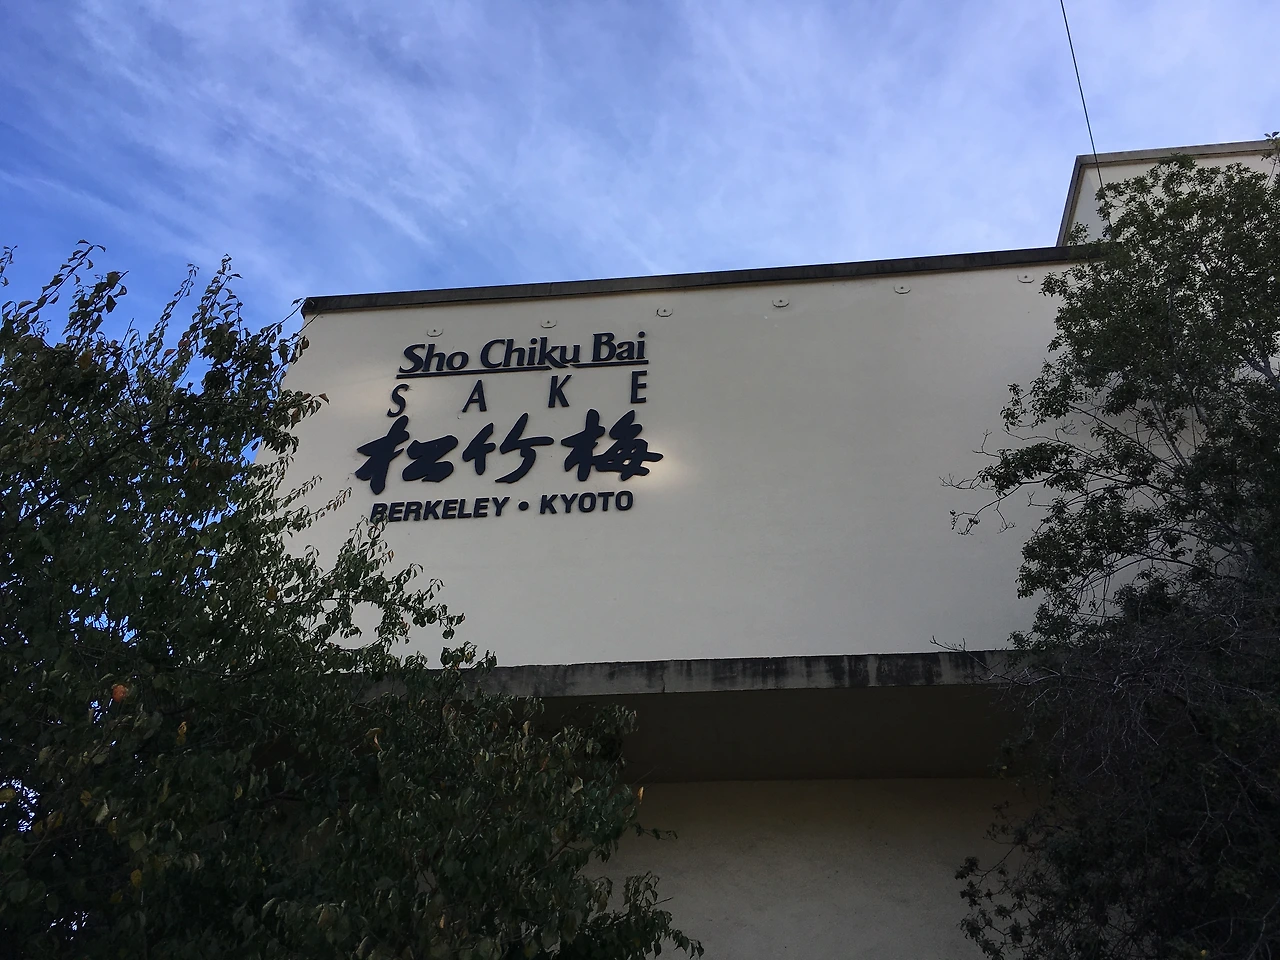 Sho Chiku Bai
SAKE
松竹梅
BERKELEY • KYOTO